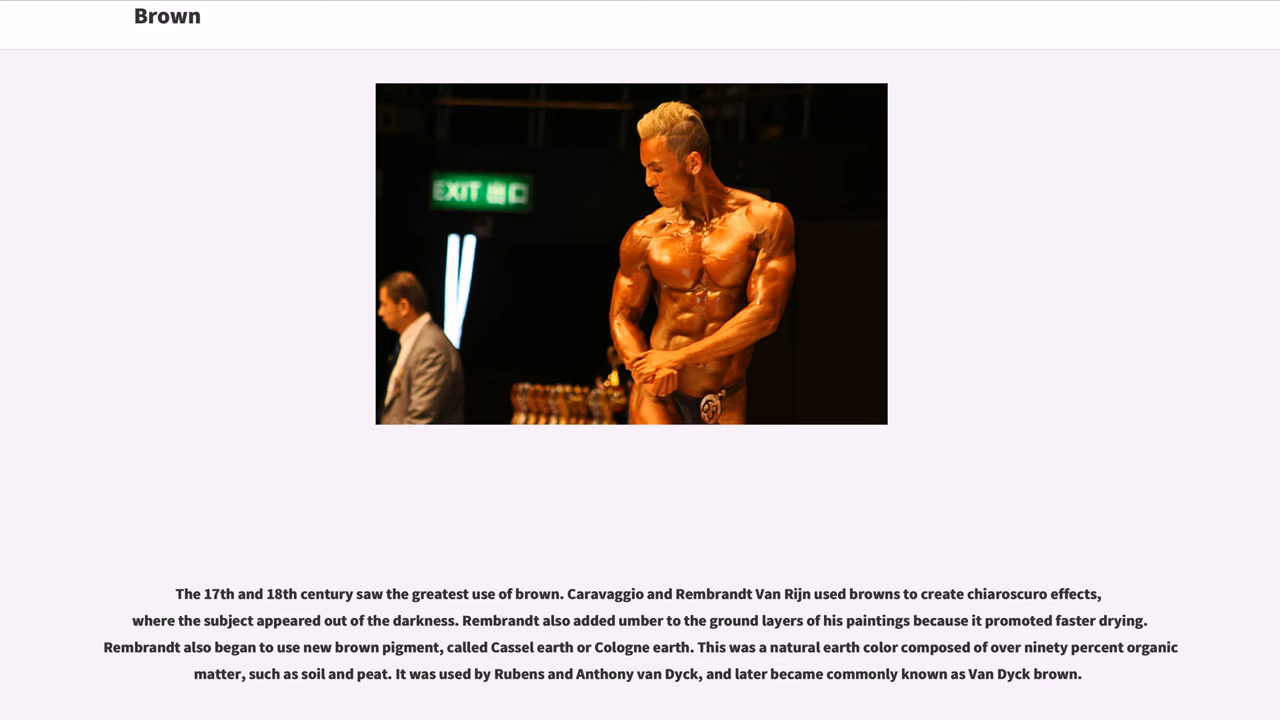 Brown
EXIT 出口
63
The 17th and 18th century saw the greatest use of brown. Caravaggio and Rembrandt Van Rijn used browns to create chiaroscuro effects,
where the subject appeared out of the darkness. Rembrandt also added umber to the ground layers of his paintings because it promoted faster drying.
Rembrandt also began to use new brown pigment, called Cassel earth or Cologne earth. This was a natural earth color composed of over ninety percent organic
matter, such as soil and peat. It was used by Rubens and Anthony van Dyck, and later became commonly known as Van Dyck brown.